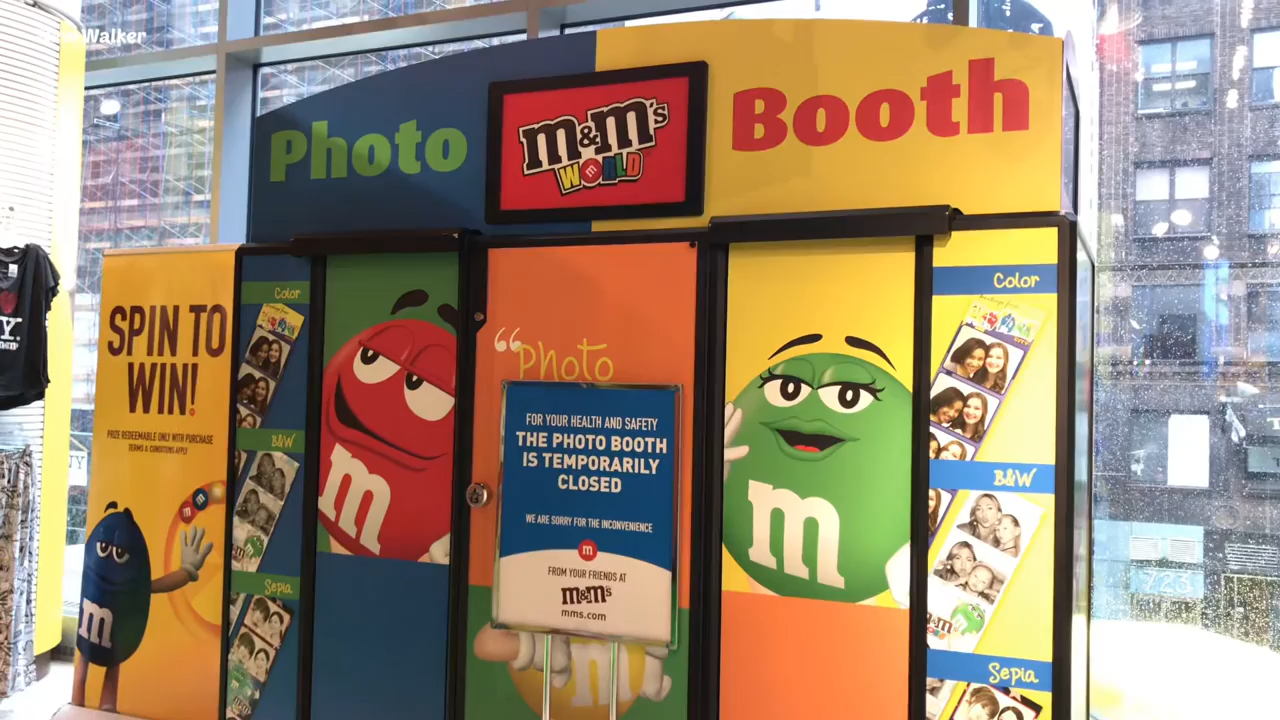 Walker
Photo
m&m's
WORLD
Booth
SPIN TO
WIN!
PRIZE REDEEMABLE ONLY WITH PURCHASE
TERMS & CONDITIONS APPLY
m
Color
B&W
Sepia
m
“Photo
FOR YOUR HEALTH AND SAFETY
THE PHOTO BOOTH
IS TEMPORARILY
CLOSED
WE ARE SORRY FOR THE INCONVENIENCE
m
FROM YOUR FRIENDS AT
m&m's
mms.com
m
m
Color
B&W
Sepia
723